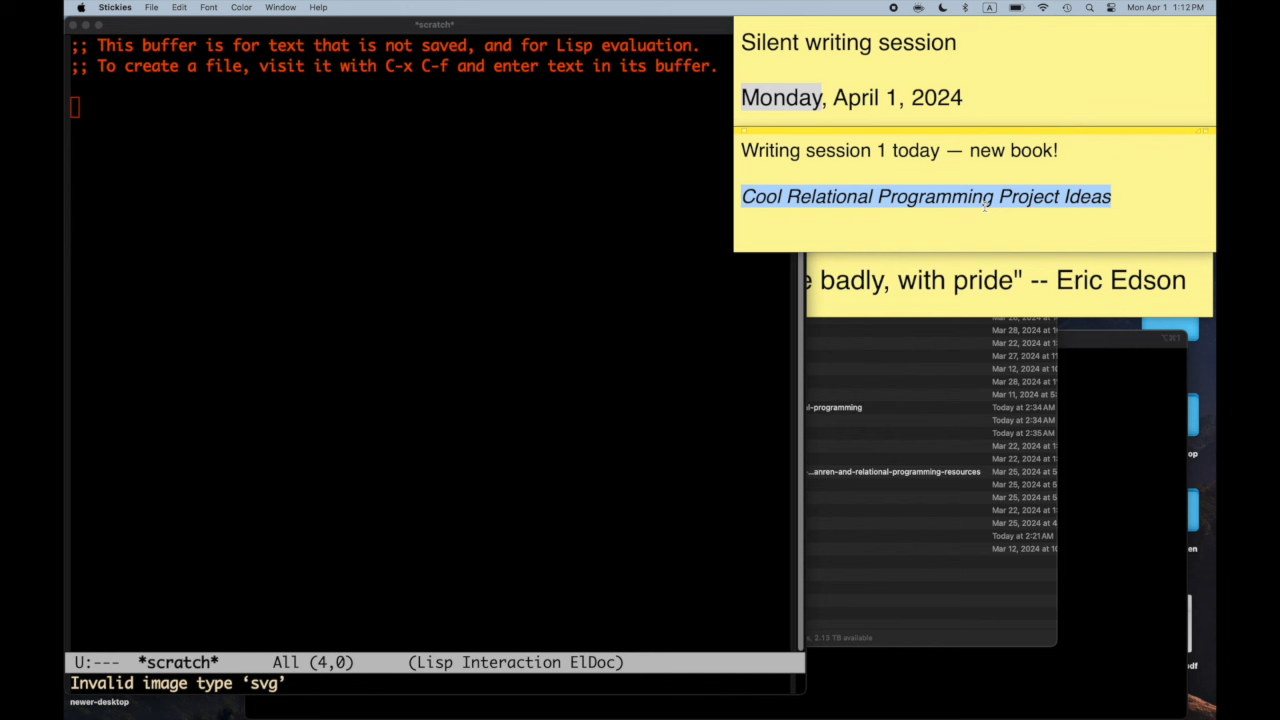 Stickies File Edit Font Color Window Help
A Mon Apr 1 1:12 PM
*scratch*
;; This buffer is for text that is not saved, and for Lisp evaluation.
;; To create a file, visit it with C-x C-f and enter text in its buffer.
Silent writing session
Monday, April 1, 2024
Writing session 1 today — new book!
Cool Relational Programming Project Ideas
badly, with pride" -- Eric Edson
Mar 28, 2024 at
Mar 22, 2024 at
Mar 27, 2024 at
Mar 12, 2024 at
Mar 28, 2024 at
Mar 11, 2024 at
l-programming Today at 2:34 AM
Today at 2:34 AM
Today at 2:35 AM
Mar 22, 2024 at
Mar 22, 2024 at
...anren-and-relational-programming-resources Mar 25, 2024 at
Mar 25, 2024 at
Mar 25, 2024 at
Mar 22, 2024 at
Mar 25, 2024 at
Today at 2:21 AM
Mar 12, 2024 at
2.13 TB available
⌥⌘1
op
en
pdf
U:--- *scratch* All (4,0) (Lisp Interaction ElDoc)
Invalid image type ‘svg’
newer-desktop